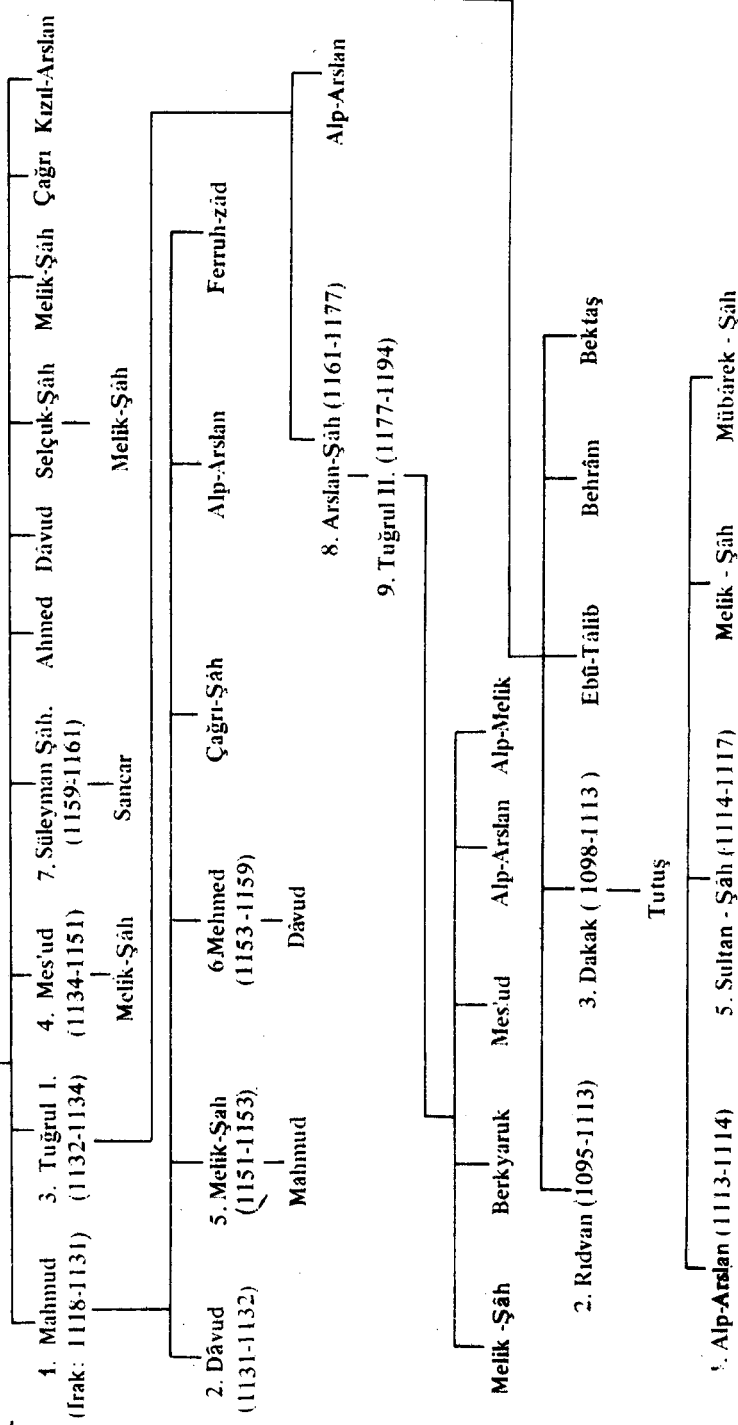 1. Mahmud 3. Tuğrul I. 4. Mes'ud 7. Süleyman Şâh. Ahmed Dâvud Selçuk-Şâh Melik-Şâh Çağrı Kızıl-Arslan
(Irak: 1118-1131) (1132-1134) (1134-1151) (1159-1161)
Melik-Şâh Sancar Melik-Şâh
2. Dâvud 5. Melik-Şah 6.Mehmed Çağrı-Şâh Alp-Arslan Ferruh-zâd
(1131-1132) (1151-1153) (1153-1159)
Mahmud Dâvud
8. Arslan-Şâh (1161-1177) Alp-Arslan
9. Tuğrul II. (1177-1194)
Melik-Şâh Berkyaruk Mes'ud Alp-Arslan Alp-Melik
2. Rıdvan (1095-1113) 3. Dakak ( 1098-1113 ) Ebû-Tâlib Behrâm Bektaş
Tutuş
Alp-Arslan (1113-1114) 5. Sultan - Şâh (1114-1117) Melik - Şâh Mübârek - Şâh